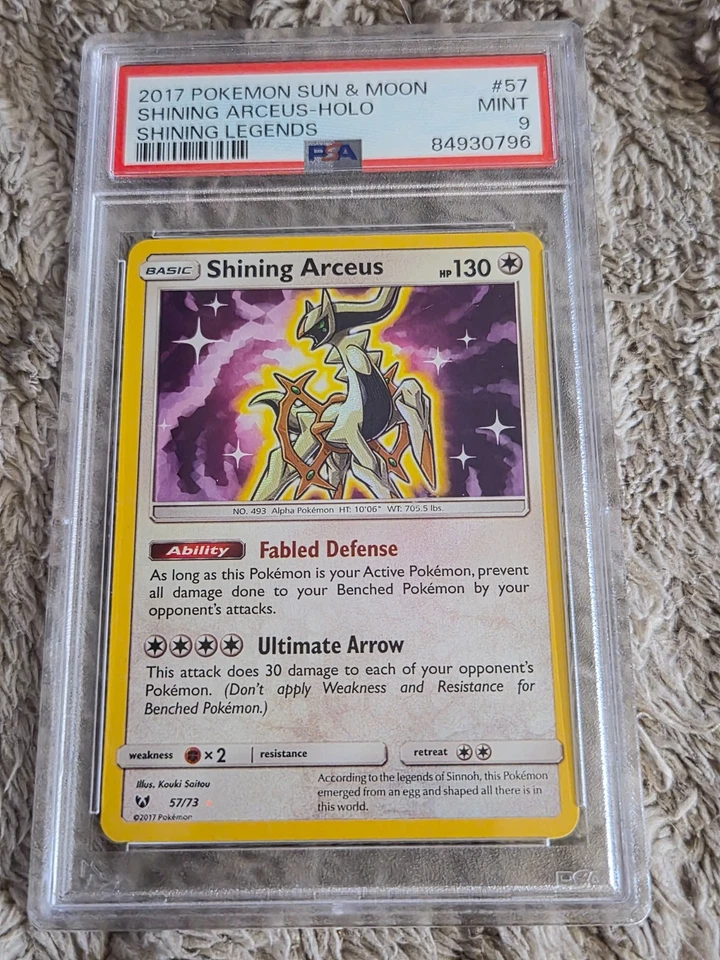 2017 POKEMON SUN & MOON #57
SHINING ARCEUS-HOLO MINT
SHINING LEGENDS 9
PSA 84930796
BASIC Shining Arceus HP 130
NO. 493 Alpha Pokémon HT: 10'06" WT: 705.5 lbs.
Ability Fabled Defense
As long as this Pokémon is your Active Pokémon, prevent
all damage done to your Benched Pokémon by your
opponent's attacks.
Ultimate Arrow
This attack does 30 damage to each of your opponent's
Pokémon. (Don't apply Weakness and Resistance for
Benched Pokémon.)
weakness ×2 resistance retreat
Illus. Kouki Saitou
57/73
©2017 Pokémon
According to the legends of Sinnoh, this Pokémon
emerged from an egg and shaped all there is in
this world.
PSA